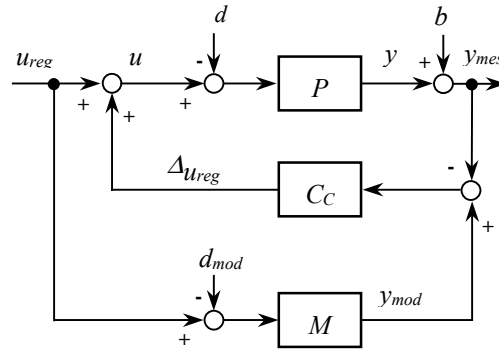 d b
u_reg u y y_mes
- +
+ + P
+
-
Δu_reg C_C
+
d_mod
- y_mod
+ M